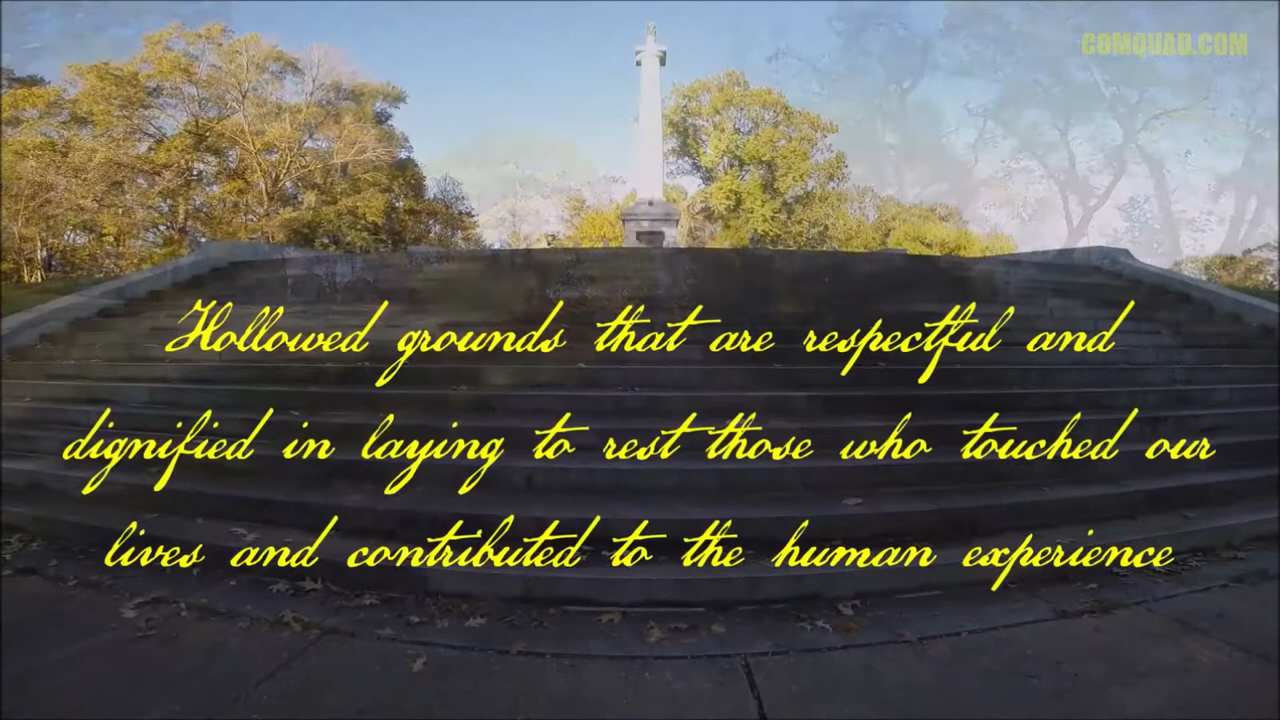 COMQUAD.COM
Hollowed grounds that are respectful and
dignified in laying to rest those who touched our
lives and contributed to the human experience